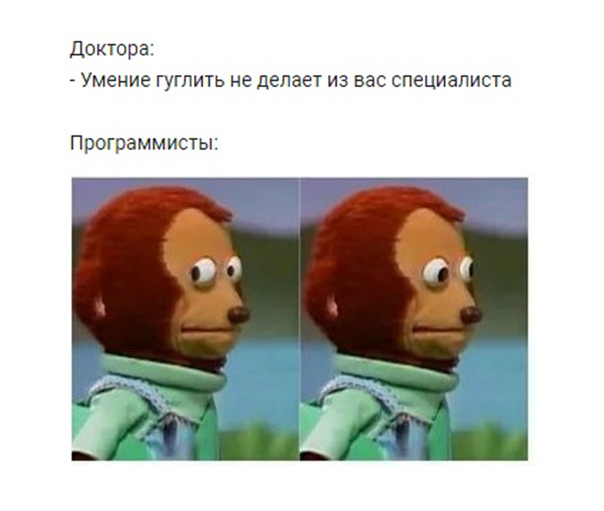 Доктора:
- Умение гуглить не делает из вас специалиста
Программисты: